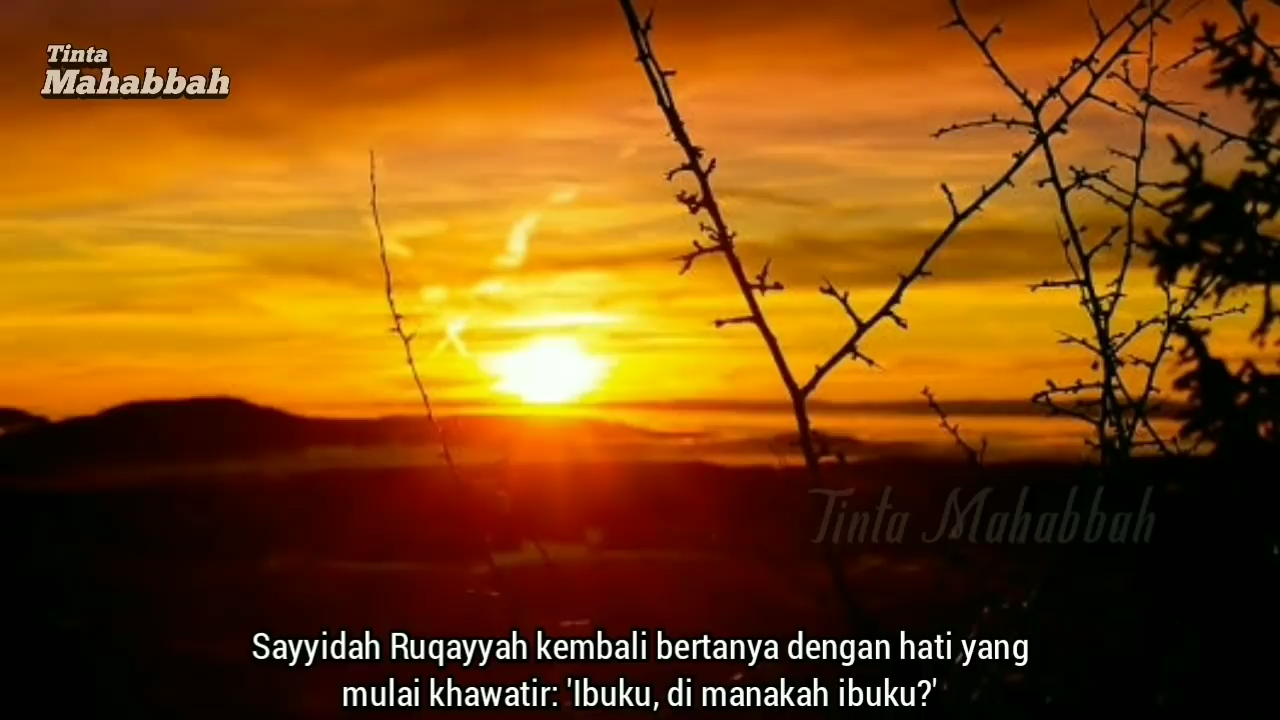 Tinta
Mahabbah
Tinta Mahabbah
Sayyidah Ruqayyah kembali bertanya dengan hati yang
mulai khawatir: 'Ibuku, di manakah ibuku?'